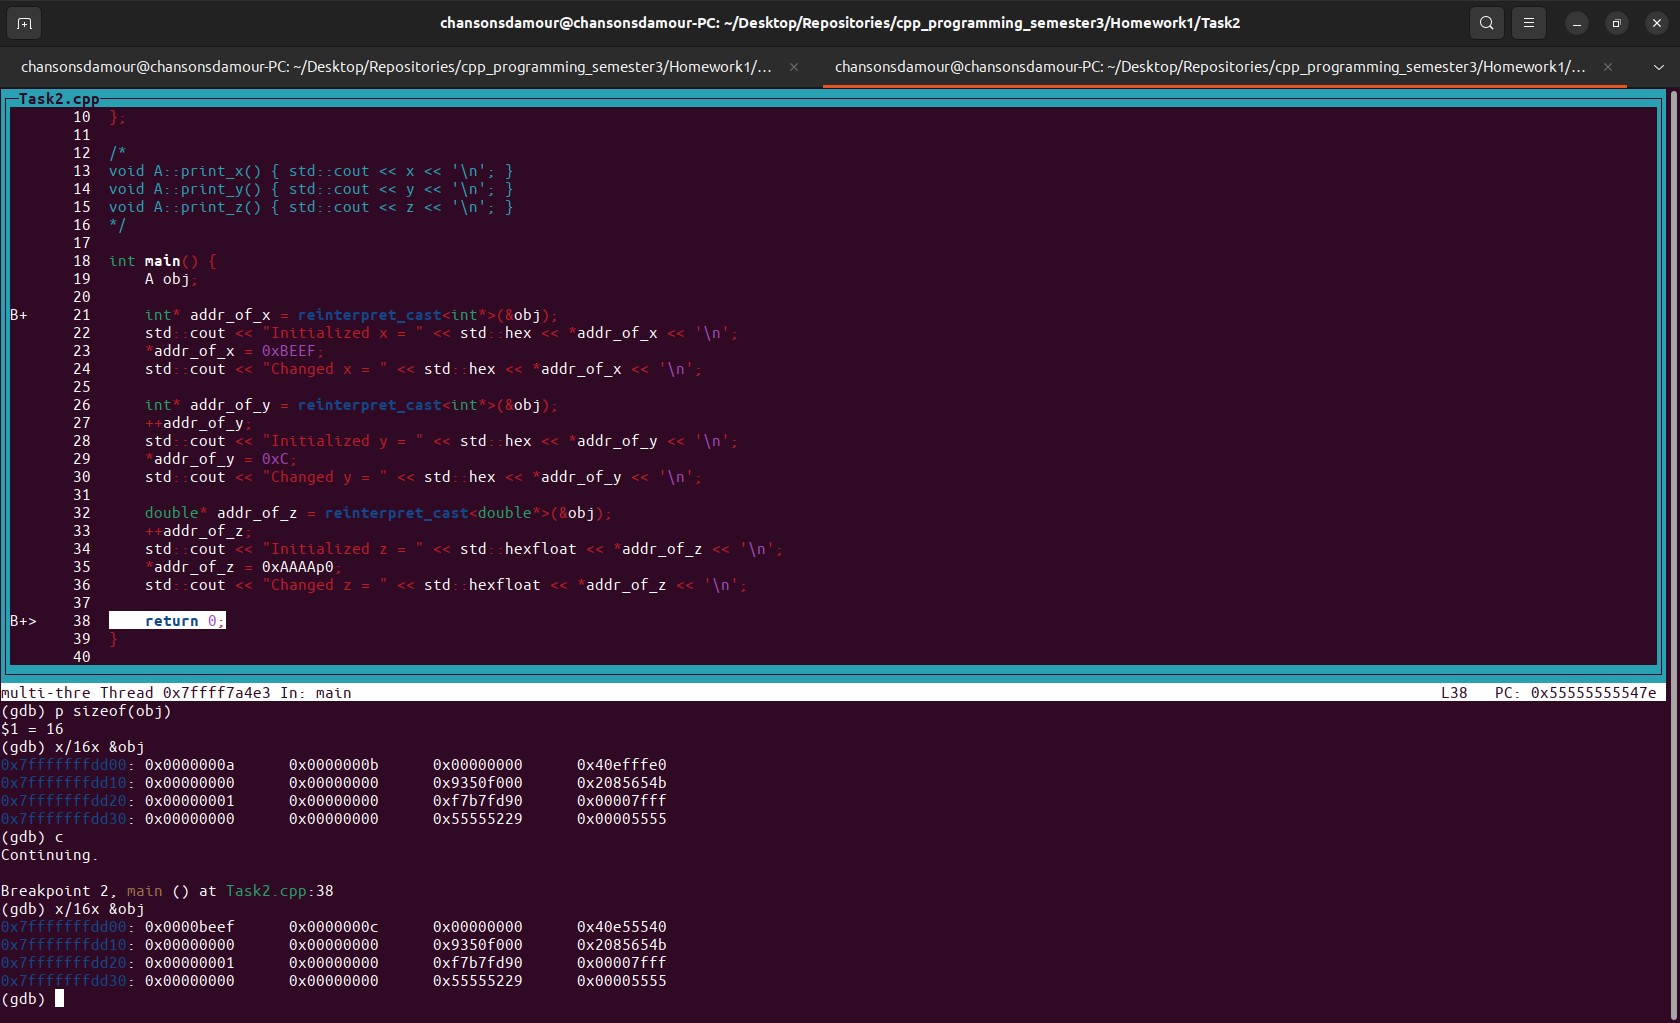 chansonsdamour@chansonsdamour-PC: ~/Desktop/Repositories/cpp_programming_semester3/Homework1/Task2
chansonsdamour@chansonsdamour-PC: ~/Desktop/Repositories/cpp_programming_semester3/Homework1/... × chansonsdamour@chansonsdamour-PC: ~/Desktop/Repositories/cpp_programming_semester3/Homework1/... ×
Task2.cpp
10 };
11
12 /*
13 void A::print_x() { std::cout << x << '\n'; }
14 void A::print_y() { std::cout << y << '\n'; }
15 void A::print_z() { std::cout << z << '\n'; }
16 */
17
18 int main() {
19     A obj;
20
B+ 21     int* addr_of_x = reinterpret_cast<int*>(&obj);
22     std::cout << "Initialized x = " << std::hex << *addr_of_x << '\n';
23     *addr_of_x = 0xBEEF;
24     std::cout << "Changed x = " << std::hex << *addr_of_x << '\n';
25
26     int* addr_of_y = reinterpret_cast<int*>(&obj);
27     ++addr_of_y;
28     std::cout << "Initialized y = " << std::hex << *addr_of_y << '\n';
29     *addr_of_y = 0xC;
30     std::cout << "Changed y = " << std::hex << *addr_of_y << '\n';
31
32     double* addr_of_z = reinterpret_cast<double*>(&obj);
33     ++addr_of_z;
34     std::cout << "Initialized z = " << std::hexfloat << *addr_of_z << '\n';
35     *addr_of_z = 0xAAAAp0;
36     std::cout << "Changed z = " << std::hexfloat << *addr_of_z << '\n';
37
B+> 38     return 0;
39 }
40
multi-thre Thread 0x7ffff7a4e3 In: main L38 PC: 0x55555555547e
(gdb) p sizeof(obj)
$1 = 16
(gdb) x/16x &obj
0x7fffffffdd00: 0x0000000a 0x0000000b 0x00000000 0x40efffe0
0x7fffffffdd10: 0x00000000 0x00000000 0x9350f000 0x2085654b
0x7fffffffdd20: 0x00000001 0x00000000 0xf7b7fd90 0x00007fff
0x7fffffffdd30: 0x00000000 0x00000000 0x55555229 0x00005555
(gdb) c
Continuing.
Breakpoint 2, main () at Task2.cpp:38
(gdb) x/16x &obj
0x7fffffffdd00: 0x0000beef 0x0000000c 0x00000000 0x40e55540
0x7fffffffdd10: 0x00000000 0x00000000 0x9350f000 0x2085654b
0x7fffffffdd20: 0x00000001 0x00000000 0xf7b7fd90 0x00007fff
0x7fffffffdd30: 0x00000000 0x00000000 0x55555229 0x00005555
(gdb)